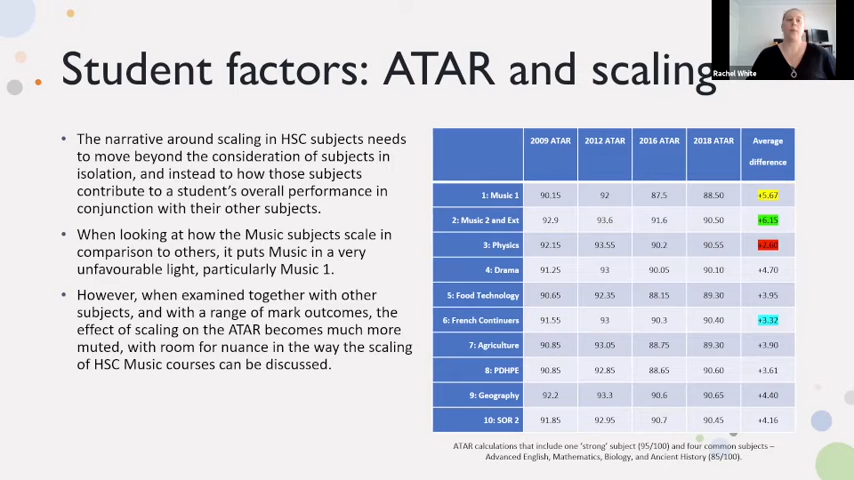 Student factors: ATAR and scaling
Rachel White
• The narrative around scaling in HSC subjects needs
to move beyond the consideration of subjects in
isolation, and instead to how those subjects
contribute to a student's overall performance in
conjunction with their other subjects.
• When looking at how the Music subjects scale in
comparison to others, it puts Music in a very
unfavourable light, particularly Music 1.
• However, when examined together with other
subjects, and with a range of mark outcomes, the
effect of scaling on the ATAR becomes much more
muted, with room for nuance in the way the scaling
of HSC Music courses can be discussed.
2009 ATAR 2012 ATAR 2016 ATAR 2018 ATAR Average
difference
1: Music 1 90.15 92 87.5 88.50 +5.67
2: Music 2 and Ext 92.9 93.6 91.6 90.50 +6.15
3: Physics 92.15 93.55 90.2 90.55 +2.60
4: Drama 91.25 93 90.05 90.10 +4.70
5: Food Technology 90.65 92.35 88.15 89.30 +3.95
6: French Continuers 91.55 93 90.3 90.40 +3.32
7: Agriculture 90.85 93.05 88.75 89.30 +3.90
8: PDHPE 90.85 92.85 88.65 90.60 +3.61
9: Geography 92.2 93.3 90.6 90.65 +4.40
10: SOR 2 91.85 92.95 90.7 90.45 +4.16
ATAR calculations that include one 'strong' subject (95/100) and four common subjects –
Advanced English, Mathematics, Biology, and Ancient History (85/100).